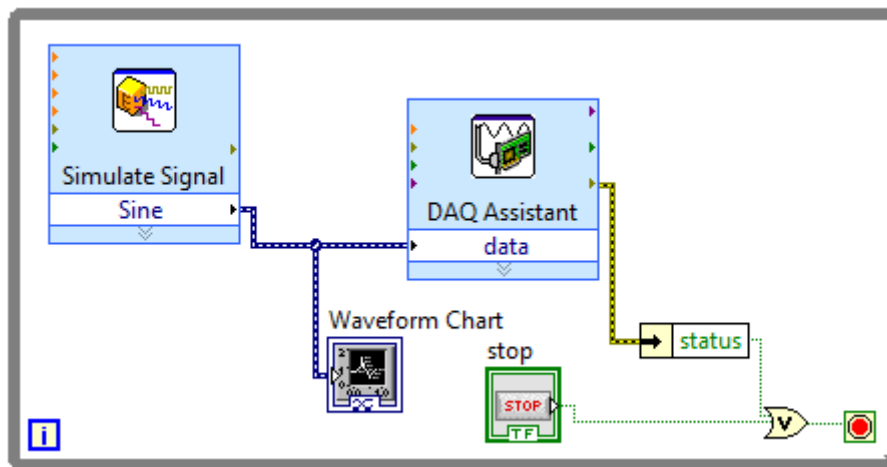 Simulate Signal
Sine
DAQ Assistant
data
Waveform Chart
stop
status
STOP
TF
V
i